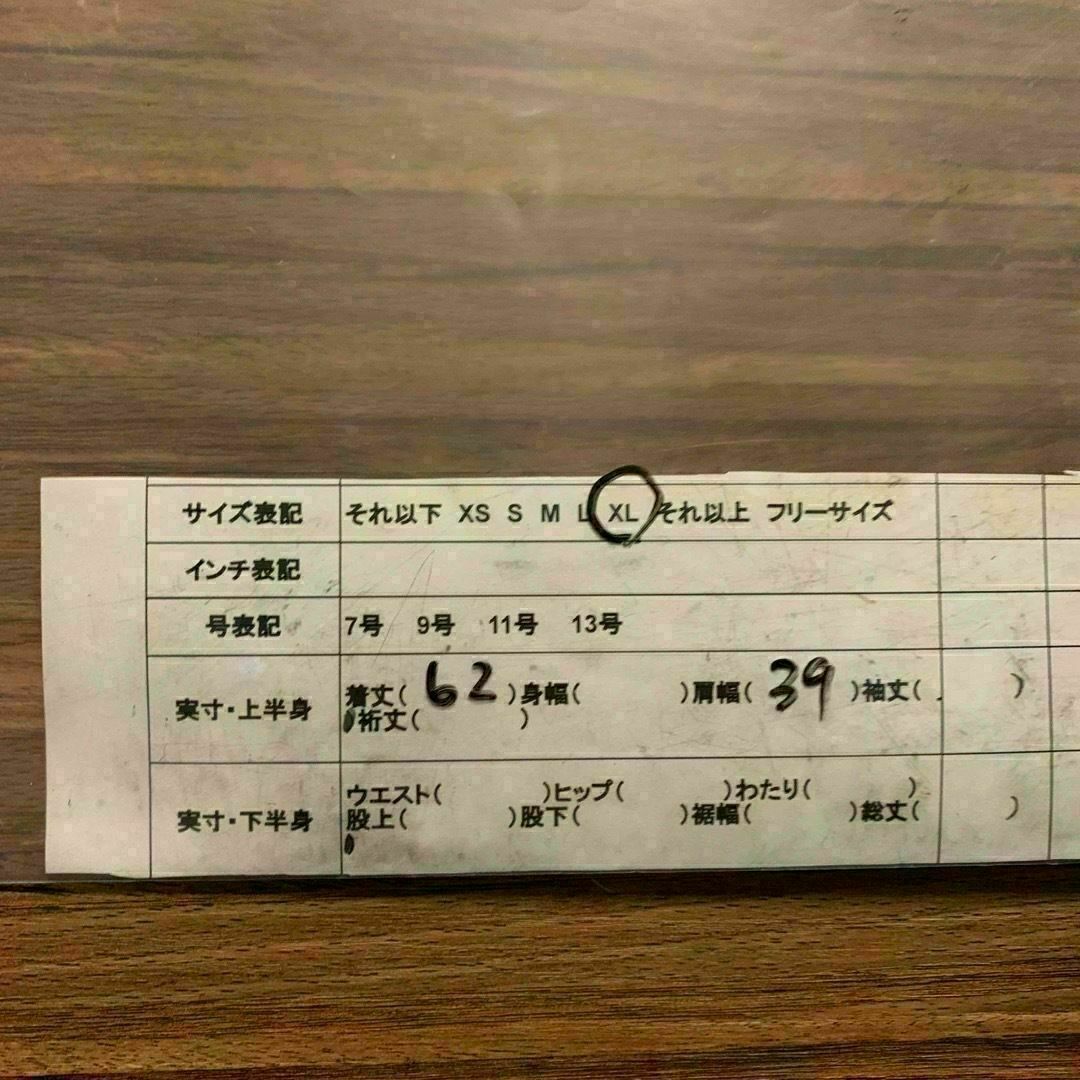 サイズ表記 それ以下 XS S M L XL それ以上 フリーサイズ
インチ表記
号表記 7号 9号 11号 13号
実寸・上半身 着丈( 62 )身幅( )肩幅( 39 )袖丈( )
裄丈( )
実寸・下半身 ウエスト( )ヒップ( )わたり( )
股上( )股下( )裾幅( )総丈( )